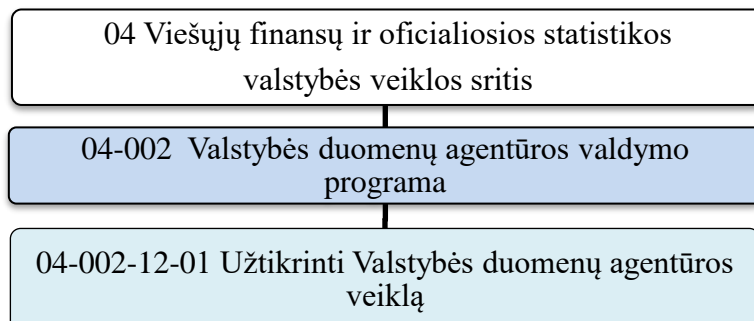 04 Viešųjų finansų ir oficialiosios statistikos
valstybės veiklos sritis
04-002  Valstybės duomenų agentūros valdymo
programa
04-002-12-01 Užtikrinti Valstybės duomenų agentūros
veiklą